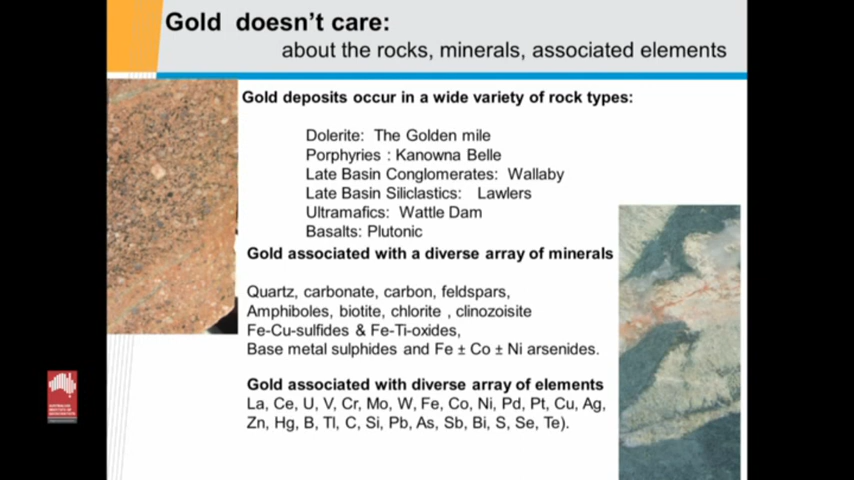 Gold doesn't care:
about the rocks, minerals, associated elements
Gold deposits occur in a wide variety of rock types:
Dolerite: The Golden mile
Porphyries : Kanowna Belle
Late Basin Conglomerates: Wallaby
Late Basin Siliclastics: Lawlers
Ultramafics: Wattle Dam
Basalts: Plutonic
Gold associated with a diverse array of minerals
Quartz, carbonate, carbon, feldspars,
Amphiboles, biotite, chlorite , clinozoisite
Fe-Cu-sulfides & Fe-Ti-oxides,
Base metal sulphides and Fe ± Co ± Ni arsenides.
Gold associated with diverse array of elements
La, Ce, U, V, Cr, Mo, W, Fe, Co, Ni, Pd, Pt, Cu, Ag,
Zn, Hg, B, Tl, C, Si, Pb, As, Sb, Bi, S, Se, Te).